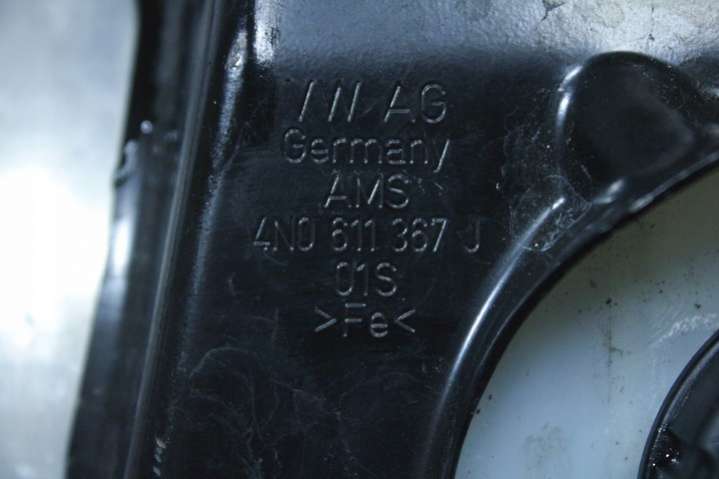 VW AG
Germany
AMS
4N0 611 367 J
01S
>Fe<